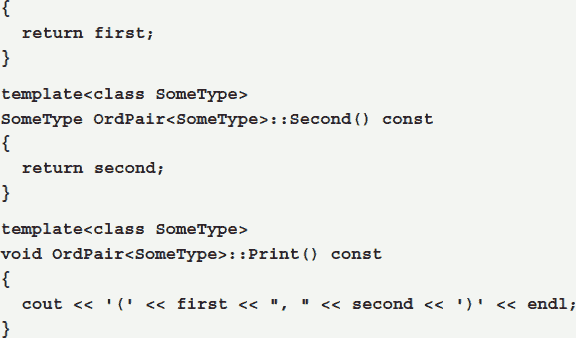 {
  return first;
}
template<class SomeType>
SomeType OrdPair<SomeType>::Second() const
{
  return second;
}
template<class SomeType>
void OrdPair<SomeType>::Print() const
{
  cout << '(' << first << ", " << second << ')' << endl;
}